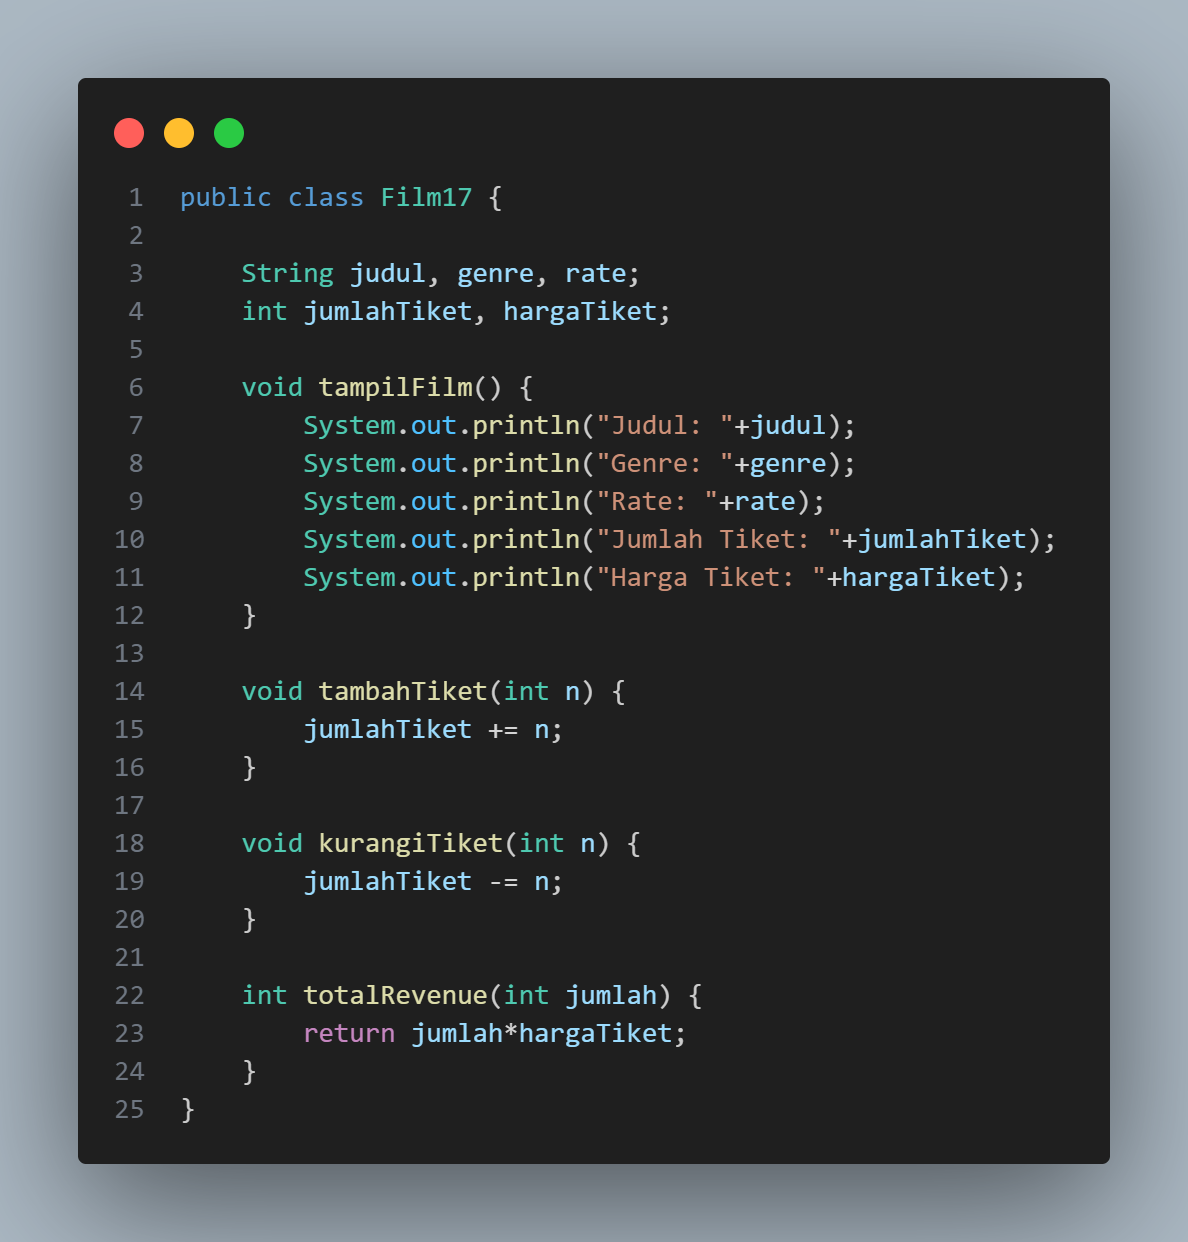 1 public class Film17 {
2
3     String judul, genre, rate;
4     int jumlahTiket, hargaTiket;
5
6     void tampilFilm() {
7         System.out.println("Judul: "+judul);
8         System.out.println("Genre: "+genre);
9         System.out.println("Rate: "+rate);
10         System.out.println("Jumlah Tiket: "+jumlahTiket);
11         System.out.println("Harga Tiket: "+hargaTiket);
12     }
13
14     void tambahTiket(int n) {
15         jumlahTiket += n;
16     }
17
18     void kurangiTiket(int n) {
19         jumlahTiket -= n;
20     }
21
22     int totalRevenue(int jumlah) {
23         return jumlah*hargaTiket;
24     }
25 }